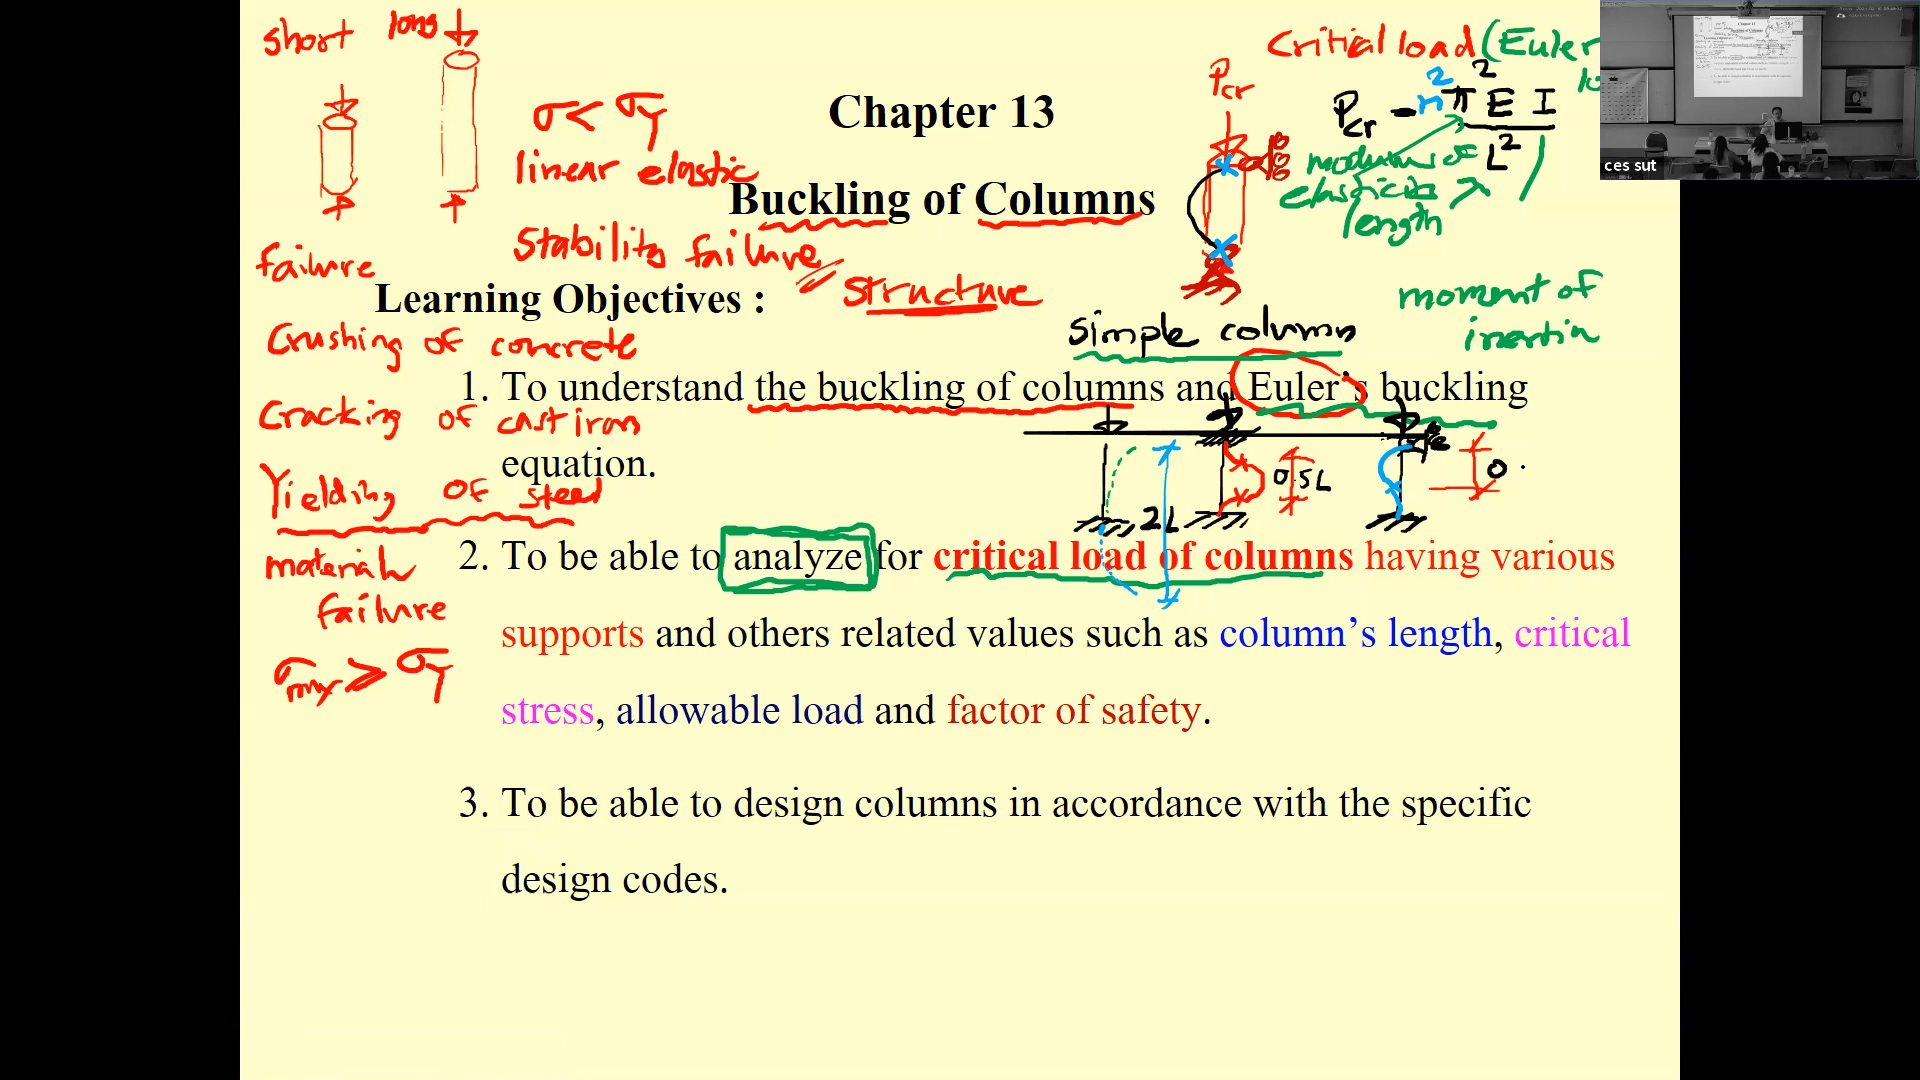 short long
σ < σY
linear elastic
stability failure
structure
failure
Crushing of concrete
Cracking of cast iron
Yielding of steel
material
failure
σmax ≥ σY
Chapter 13
Buckling of Columns
Learning Objectives :
1. To understand the buckling of columns and Euler’s buckling
equation.
2. To be able to analyze for critical load of columns having various
supports and others related values such as column’s length, critical
stress, allowable load and factor of safety.
3. To be able to design columns in accordance with the specific
design codes.
Critial load (Euler
Pcr
Pcr = n² π² E I
L²
modulus of
elasticity
length
moment of
inertia
simple column
2L
0.5L
0.
ces sut